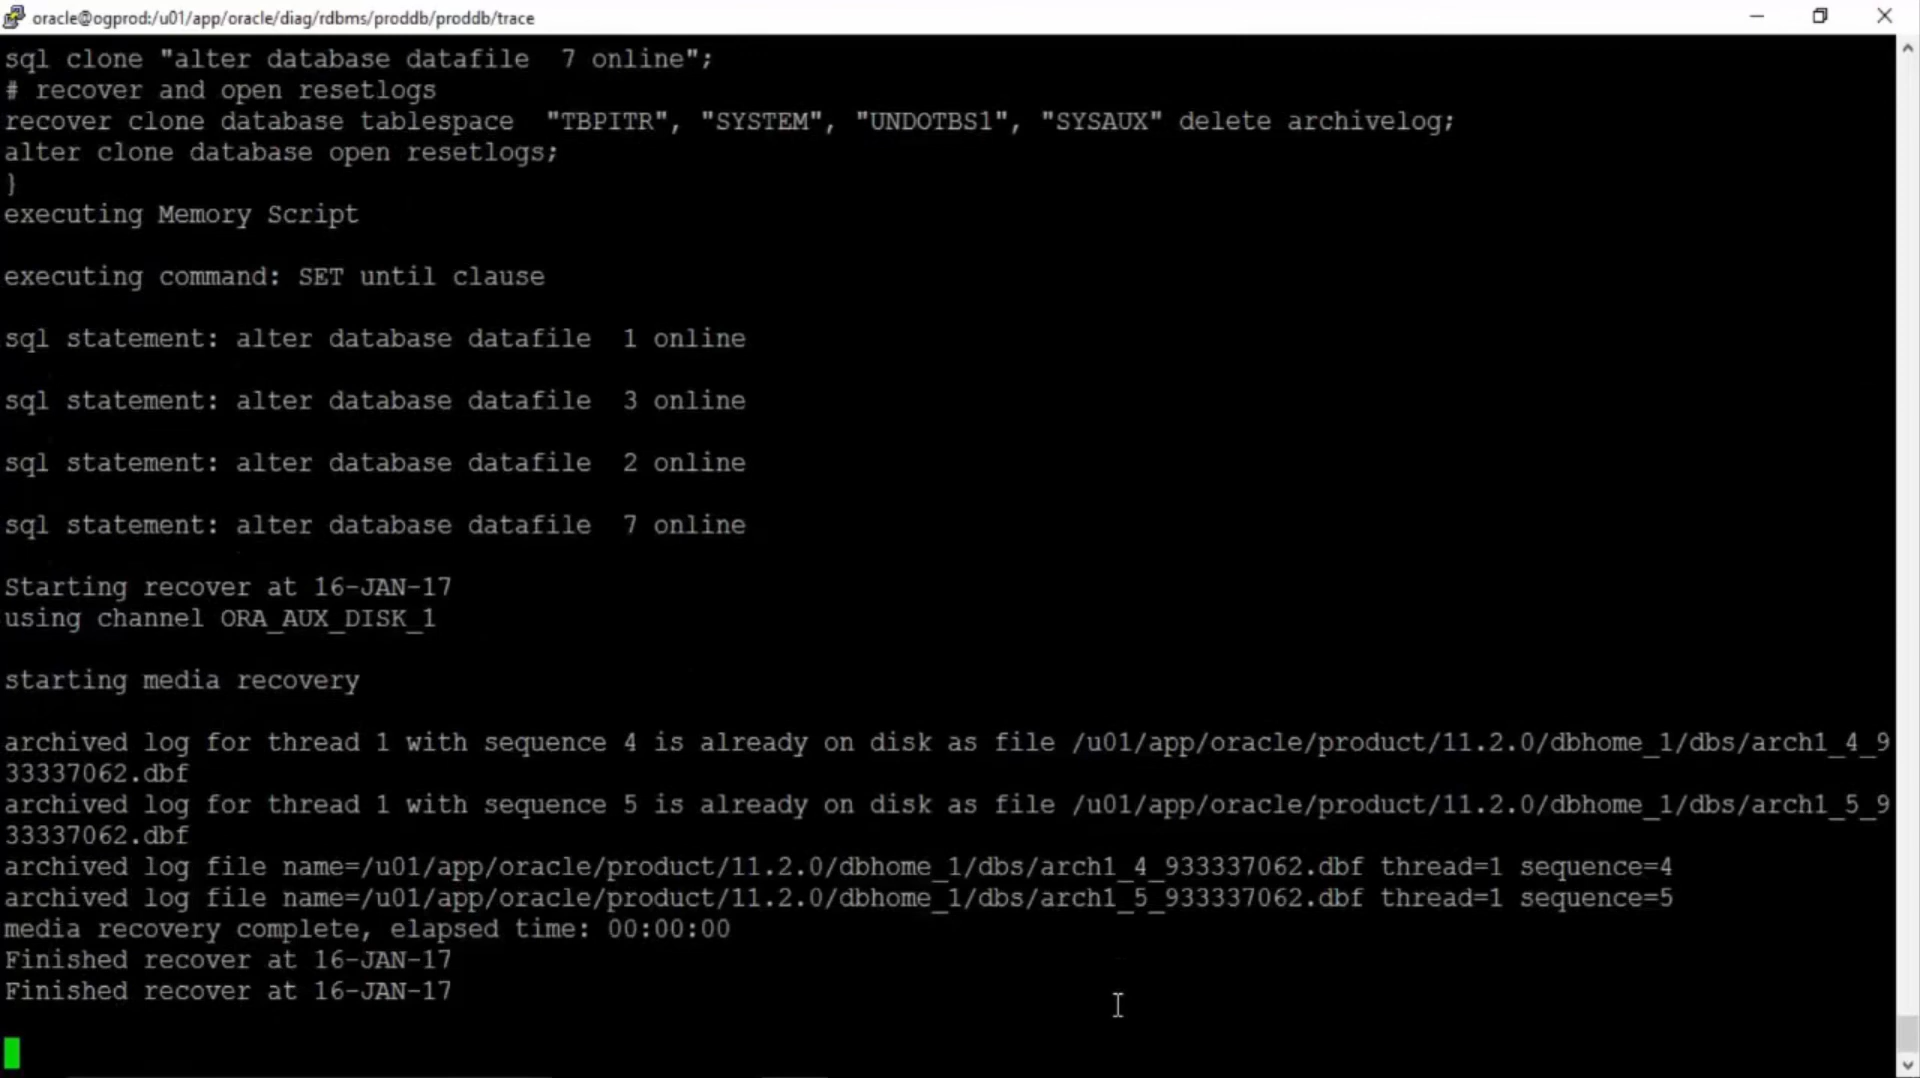 oracle@ogprod:/u01/app/oracle/diag/rdbms/proddb/proddb/trace
sql clone "alter database datafile  7 online";
# recover and open resetlogs
recover clone database tablespace  "TBPITR", "SYSTEM", "UNDOTBS1", "SYSAUX" delete archivelog;
alter clone database open resetlogs;
}
executing Memory Script
executing command: SET until clause
sql statement: alter database datafile  1 online
sql statement: alter database datafile  3 online
sql statement: alter database datafile  2 online
sql statement: alter database datafile  7 online
Starting recover at 16-JAN-17
using channel ORA_AUX_DISK_1
starting media recovery
archived log for thread 1 with sequence 4 is already on disk as file /u01/app/oracle/product/11.2.0/dbhome_1/dbs/arch1_4_9
33337062.dbf
archived log for thread 1 with sequence 5 is already on disk as file /u01/app/oracle/product/11.2.0/dbhome_1/dbs/arch1_5_9
33337062.dbf
archived log file name=/u01/app/oracle/product/11.2.0/dbhome_1/dbs/arch1_4_933337062.dbf thread=1 sequence=4
archived log file name=/u01/app/oracle/product/11.2.0/dbhome_1/dbs/arch1_5_933337062.dbf thread=1 sequence=5
media recovery complete, elapsed time: 00:00:00
Finished recover at 16-JAN-17
Finished recover at 16-JAN-17